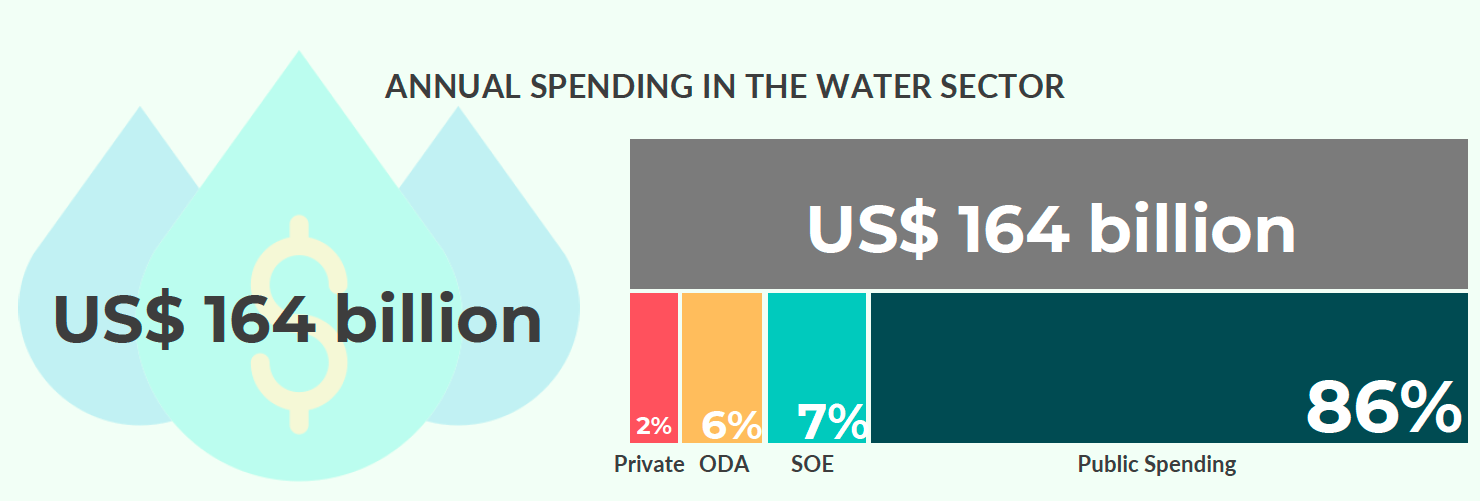 ANNUAL SPENDING IN THE WATER SECTOR
US$ 164 billion
US$ 164 billion
2% 6% 7% 86%
Private ODA SOE Public Spending